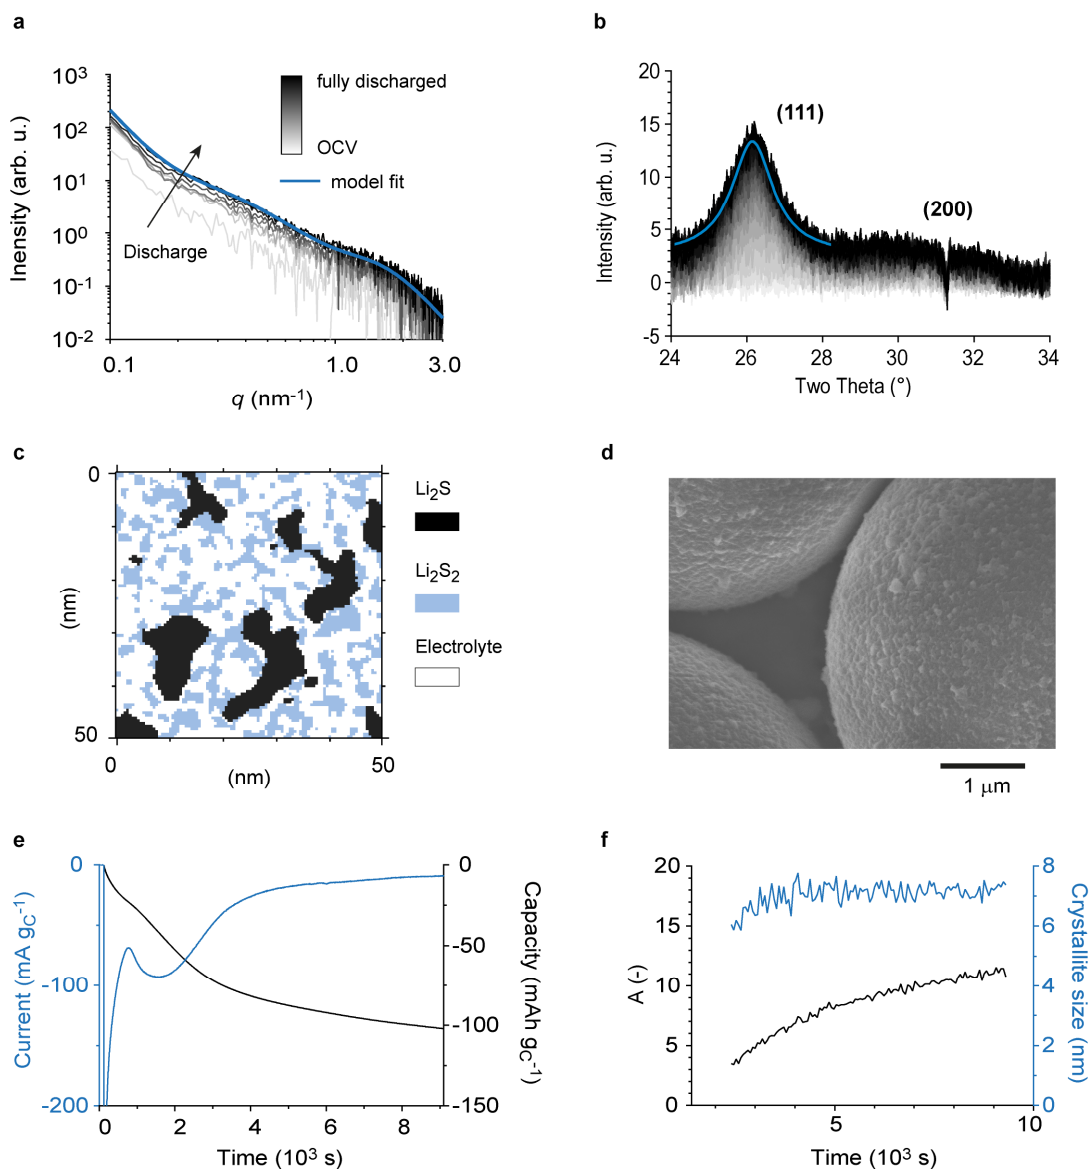 a
10³
10²
10¹
10⁰
10⁻¹
10⁻²
Inensity (arb. u.)
fully discharged
OCV
model fit
Discharge
0.1
1.0
3.0
q (nm⁻¹)
b
20
15
10
5
0
-5
Intensity (arb. u.)
(111)
(200)
24
26
28
30
32
34
Two Theta (°)
c
0
50
(nm)
0
50
(nm)
Li₂S
Li₂S₂
Electrolyte
d
1 μm
e
0
-100
-200
Current (mA g_C⁻¹)
0
-50
-100
-150
Capacity (mAh g_C⁻¹)
0
2
4
6
8
Time (10³ s)
f
20
15
10
5
0
A (-)
8
6
4
2
0
Crystallite size (nm)
5
10
Time (10³ s)